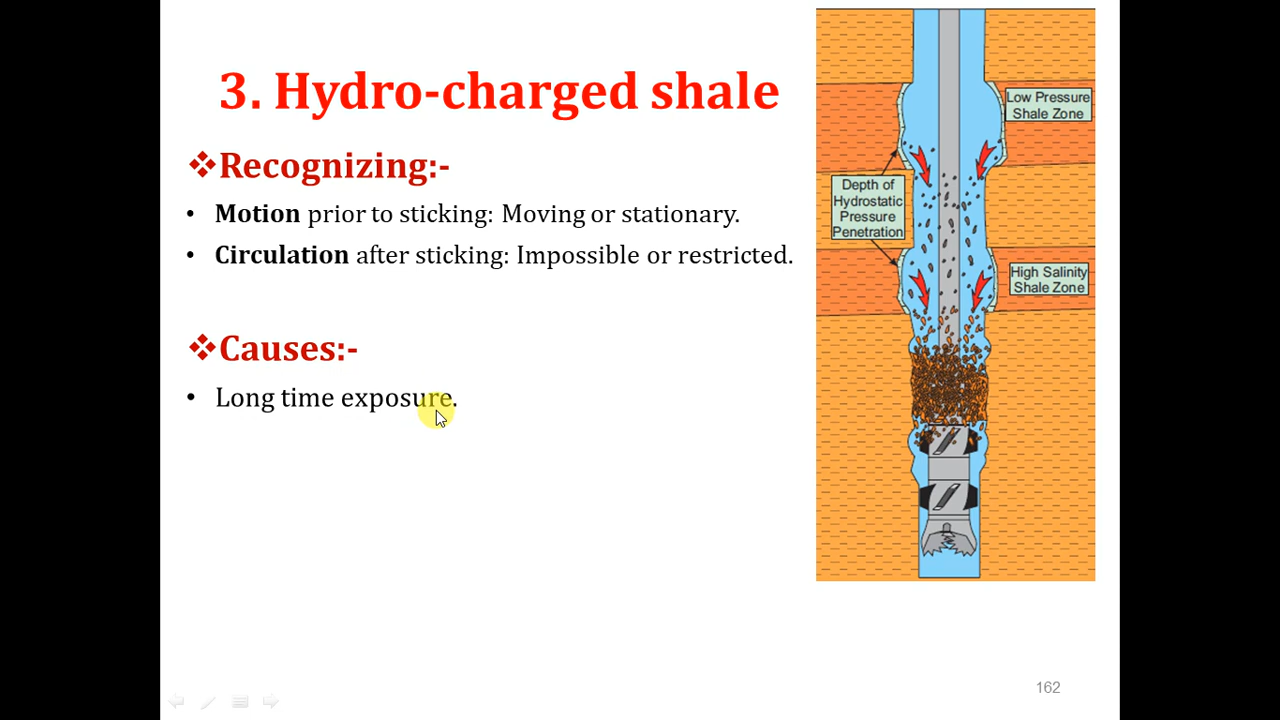 3. Hydro-charged shale
❖Recognizing:-
• Motion prior to sticking: Moving or stationary.
• Circulation after sticking: Impossible or restricted.
❖Causes:-
• Long time exposure.
Low Pressure
Shale Zone
Depth of
Hydrostatic
Pressure
Penetration
High Salinity
Shale Zone
162